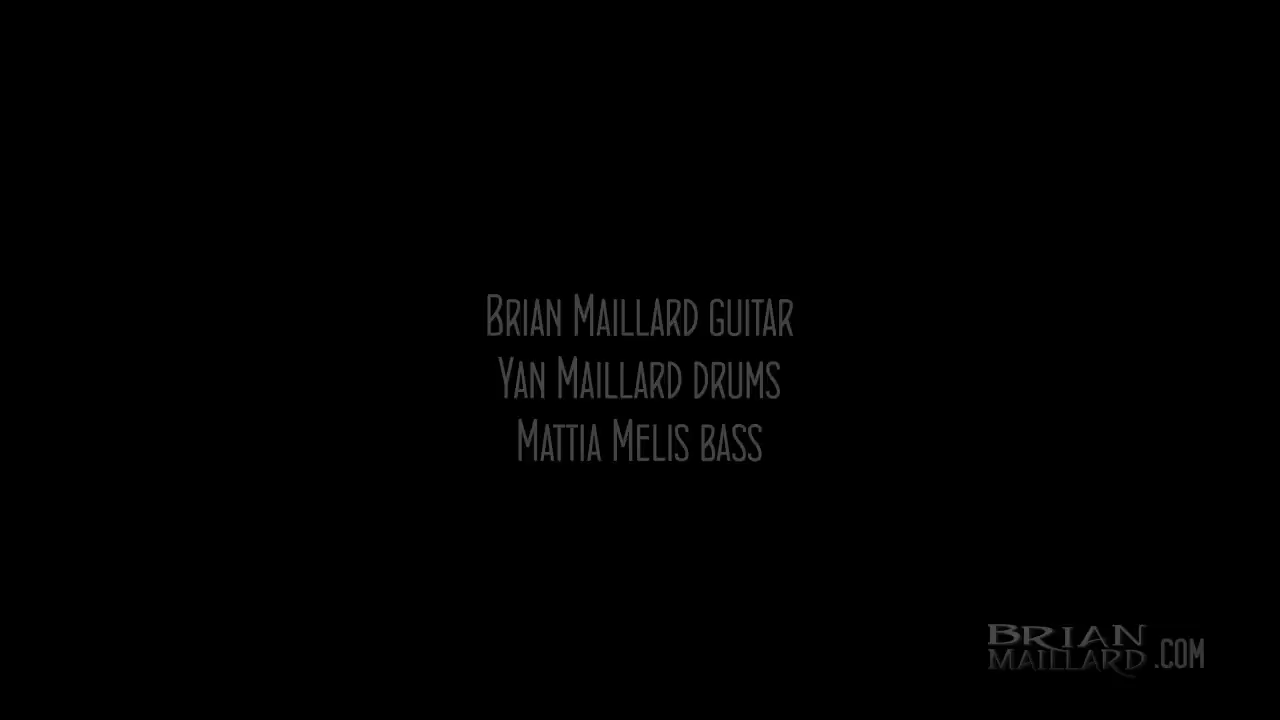 Brian Maillard guitar
Yan Maillard drums
Mattia Melis bass
BRIAN
MAILLARD .COM